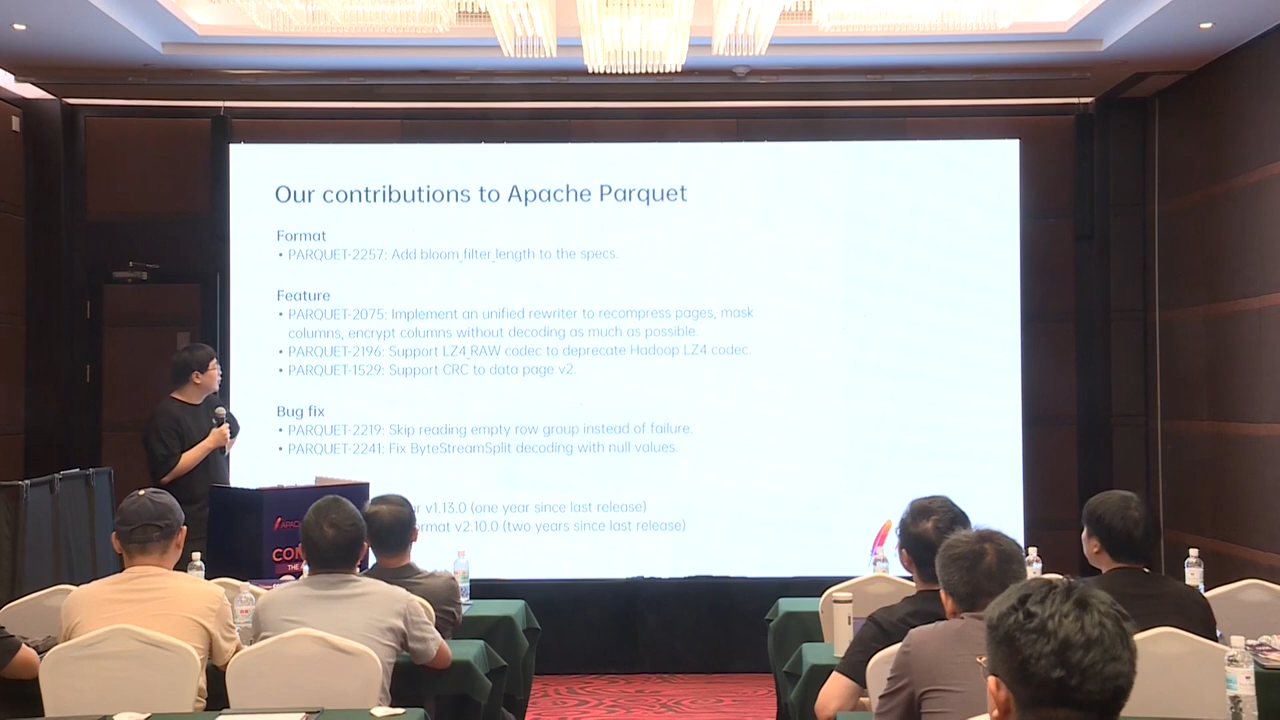 Our contributions to Apache Parquet
Format
• PARQUET-2257: Add bloom_filter_length to the specs.
Feature
• PARQUET-2075: Implement an unified rewriter to recompress pages, mask
columns, encrypt columns without decoding as much as possible.
• PARQUET-2196: Support LZ4_RAW codec to deprecate Hadoop LZ4 codec.
• PARQUET-1529: Support CRC to data page v2.
Bug fix
• PARQUET-2219: Skip reading empty row group instead of failure.
• PARQUET-2241: Fix ByteStreamSplit decoding with null values.
v1.13.0 (one year since last release)
v2.10.0 (two years since last release)